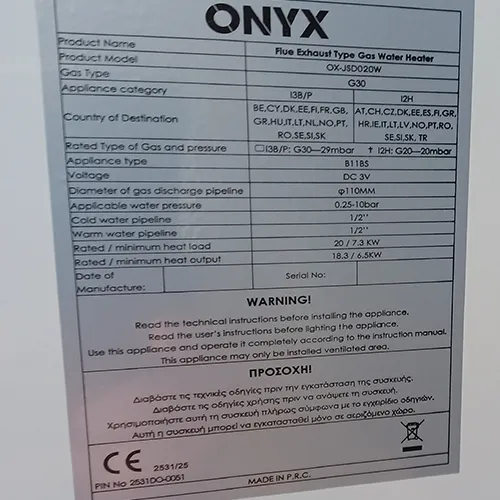 ONYX
Product Name Flue Exhaust Type Gas Water Heater
Product Model OX-JSD020W
Gas Type G30
Appliance category I3B/P I2H
Country of Destination
BE,CY,DK,EE,FI,FR,GB, AT,CH,CZ,DK,EE,ES,FI,GR,
GR,HU,IT,LT,NL,NO,PT, HR,IE,IT,LT,LV,NO,PT,RO,
RO,SE,SI,SK SE,SI,SK, TR
Rated Type of Gas and pressure I3B/P: G30—29mbar I2H: G20—20mbar
Appliance type B11BS
Voltage DC 3V
Diameter of gas discharge pipeline φ110MM
Applicable water pressure 0.25-10bar
Cold water pipeline 1/2''
Warm water pipeline 1/2''
Rated / minimum heat load 20 / 7.3 KW
Rated / minimum heat output 18.3 / 6.5KW
Date of Manufacture: Serial No:
WARNING!
Read the technical instructions before installing the appliance.
Read the user's instructions before lighting the appliance.
Use this appliance and operate it completely according to the instruction manual.
This appliance may only be installed ventilated area.
ΠΡΟΣΟΧΗ!
Διαβάστε τις τεχνικές οδηγίες πριν την εγκατάσταση της συσκευής.
Διαβάστε τις οδηγίες χρήσης πριν να ανάψετε τη συσκευή.
Χρησιμοποιήστε αυτή τη συσκευή πλήρως σύμφωνα με το εγχειρίδιο οδηγιών.
Αυτή η συσκευή μπορεί να εγκατασταθεί μόνο σε αεριζόμενο χώρο.
CE 2531/25
PIN No 2531DO-0051
MADE IN P.R.C.